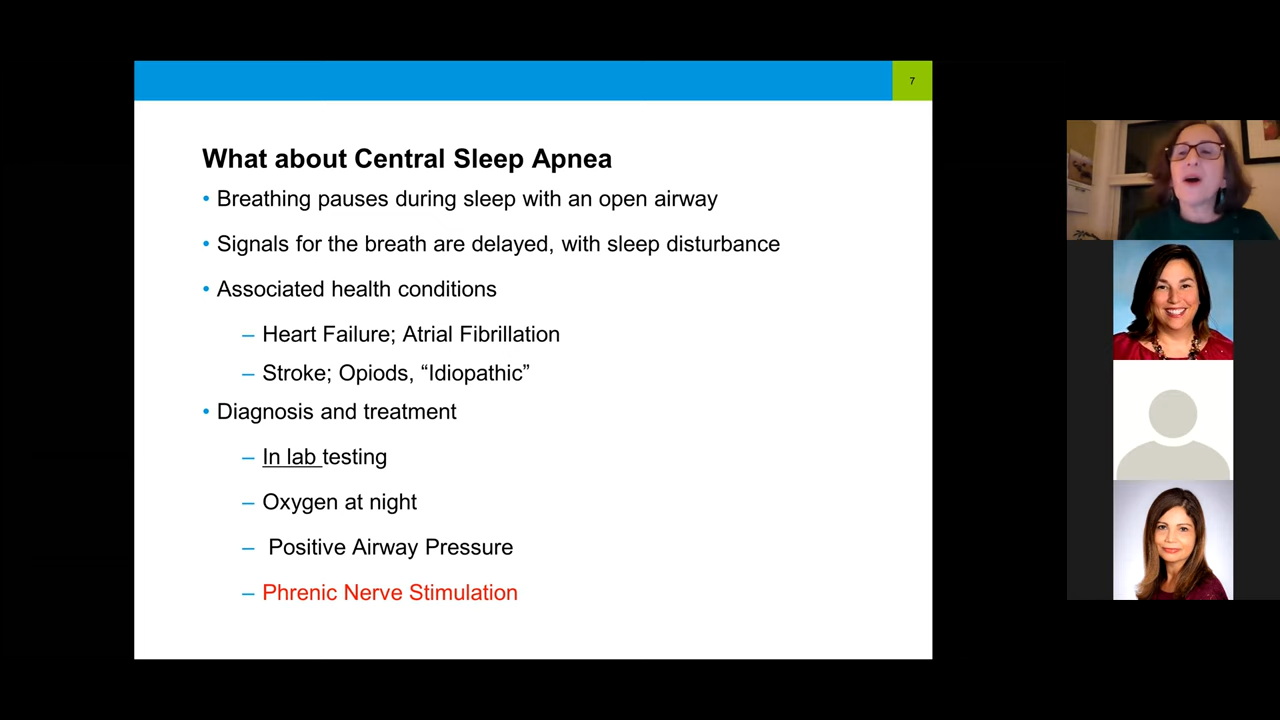 7
What about Central Sleep Apnea
• Breathing pauses during sleep with an open airway
• Signals for the breath are delayed, with sleep disturbance
• Associated health conditions
– Heart Failure; Atrial Fibrillation
– Stroke; Opiods, “Idiopathic”
• Diagnosis and treatment
– In lab testing
– Oxygen at night
– Positive Airway Pressure
– Phrenic Nerve Stimulation